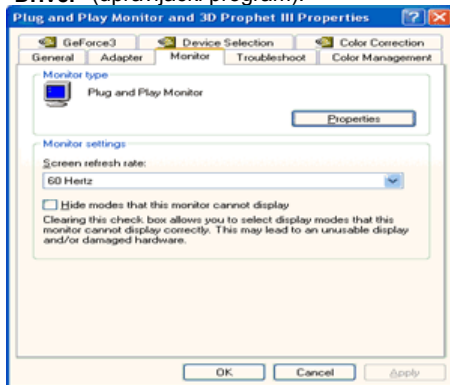 "Driver" (upravljački program).
Plug and Play Monitor and 3D Prophet III Properties
GeForce3 Device Selection Color Correction
General Adapter Monitor Troubleshoot Color Management
Monitor type
Plug and Play Monitor
Properties
Monitor settings
Screen refresh rate:
60 Hertz
Hide modes that this monitor cannot display
Clearing this check box allows you to select display modes that this
monitor cannot display correctly. This may lead to an unusable display
and/or damaged hardware.
OK Cancel Apply